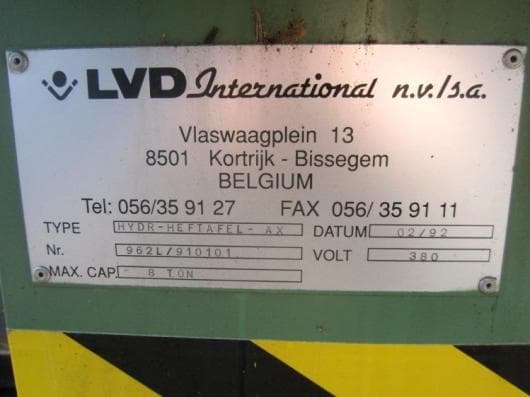 LVD International n.v./s.a.
Vlaswaagplein 13
8501 Kortrijk - Bissegem
BELGIUM
Tel: 056/35 91 27 FAX 056/ 35 91 11
TYPE HYDR-HEFTAFEL- AX DATUM 02/92
Nr. 962L/910101 VOLT 380
MAX. CAP. 8 TON